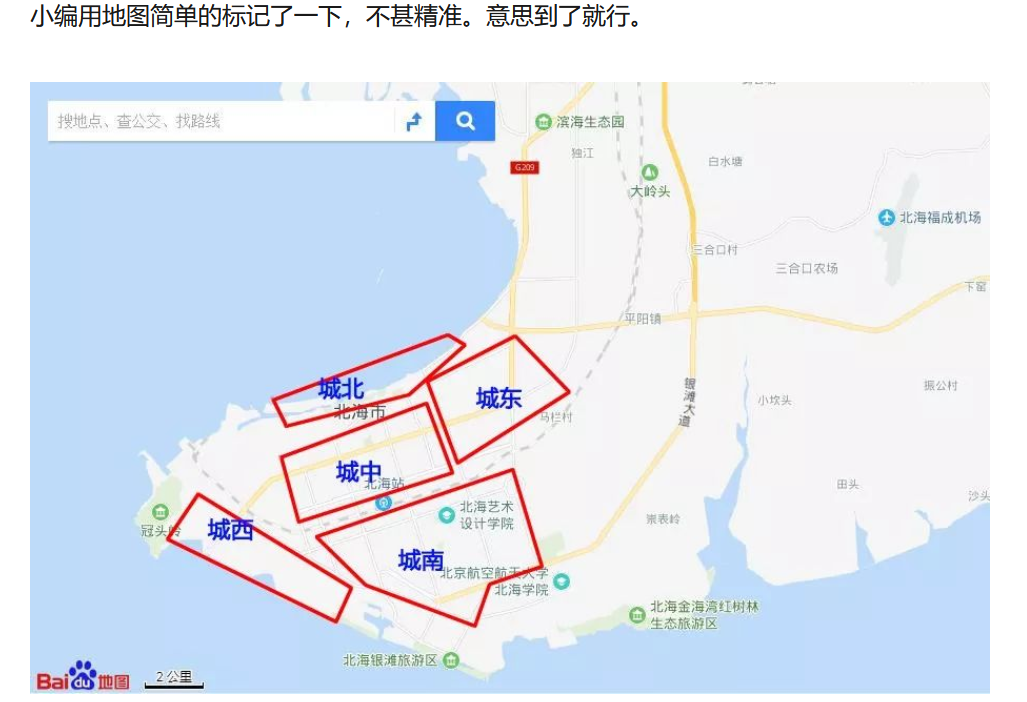 小编用地图简单的标记了一下，不甚精准。意思到了就行。
搜地点、查公交、找路线
滨海生态园
独江
G209
白水塘
大岭头
北海福成机场
三合口村
三合口农场
下窑
平阳镇
银滩大道
城北
北海市
城东
马栏村
小坑头
振公村
城中
北海站
田头
沙头
北海艺术
设计学院
崇表岭
冠头岭
城西
城南
北京航空航天大学
北海学院
北海金海湾红树林
生态旅游区
北海银滩旅游区
Bai du 地图
2 公里